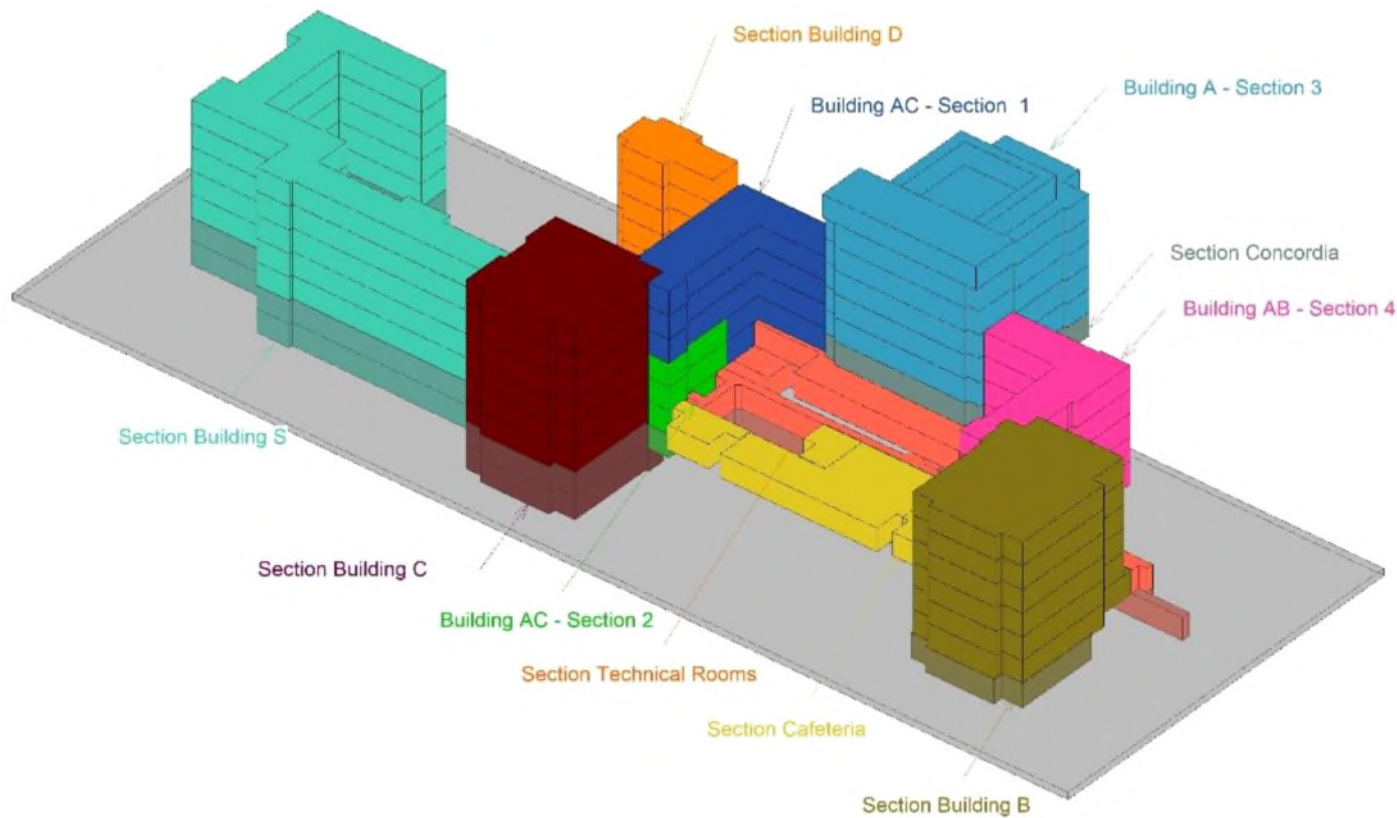 Section Building D
Building A - Section 3
Building AC - Section 1
Section Concordia
Building AB - Section 4
Section Building S
Section Building C
Building AC - Section 2
Section Technical Rooms
Section Cafeteria
Section Building B